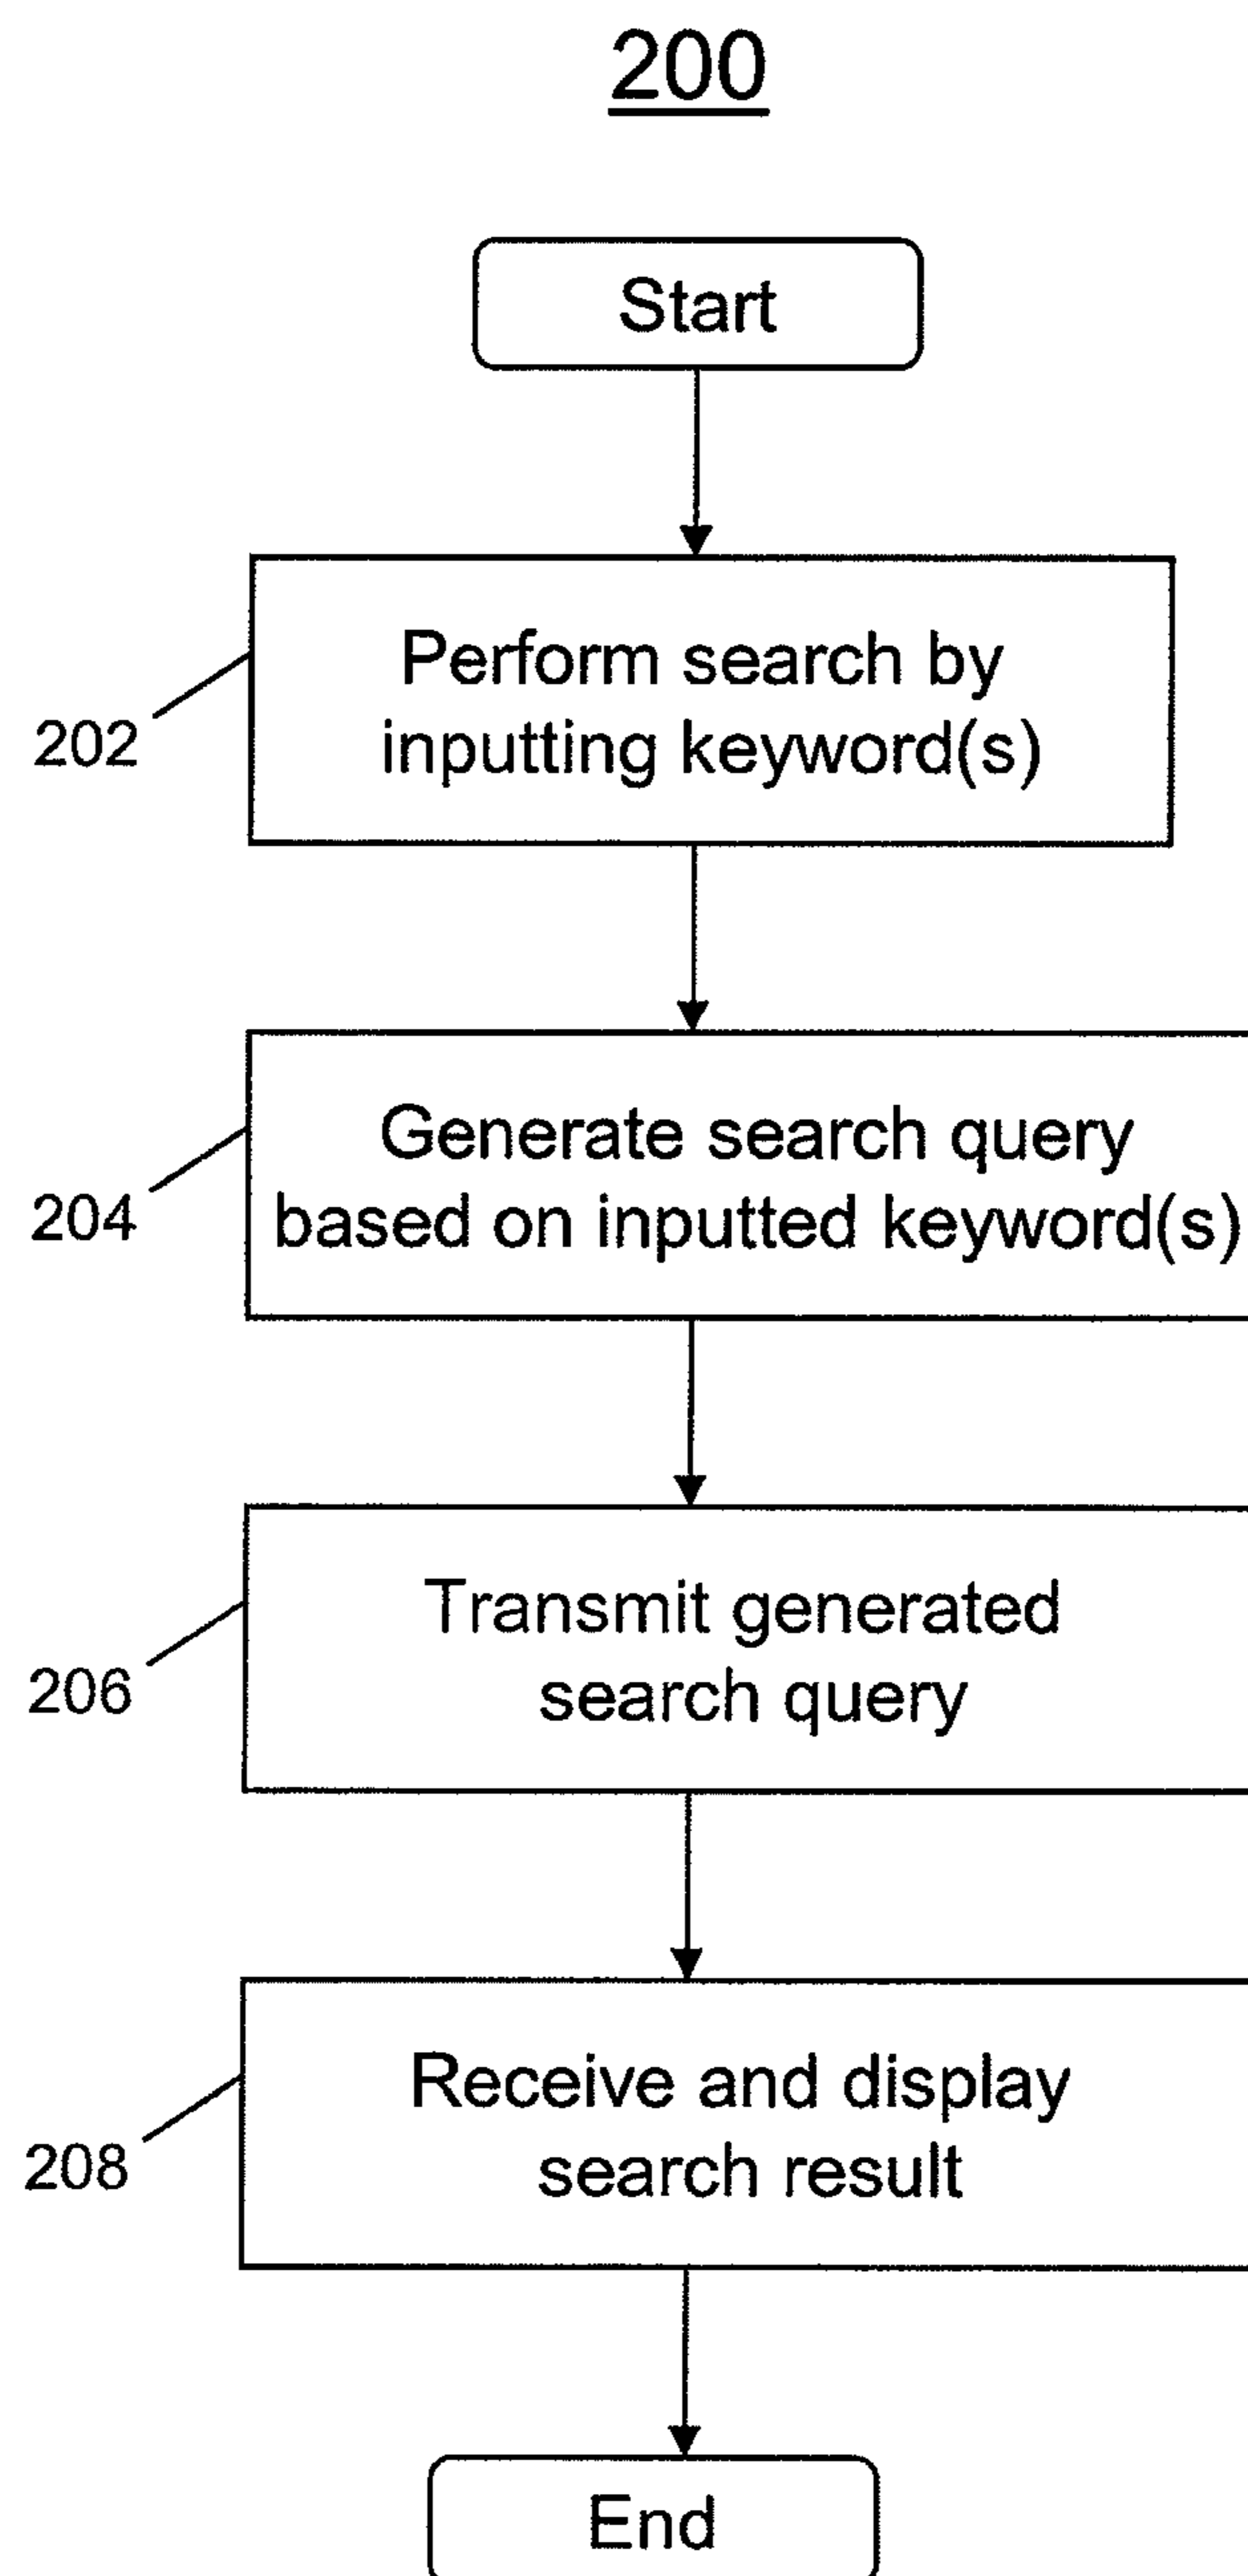 200
Start
Perform search by
inputting keyword(s)
202
Generate search query
based on inputted keyword(s)
204
Transmit generated
search query
206
Receive and display
search result
208
End